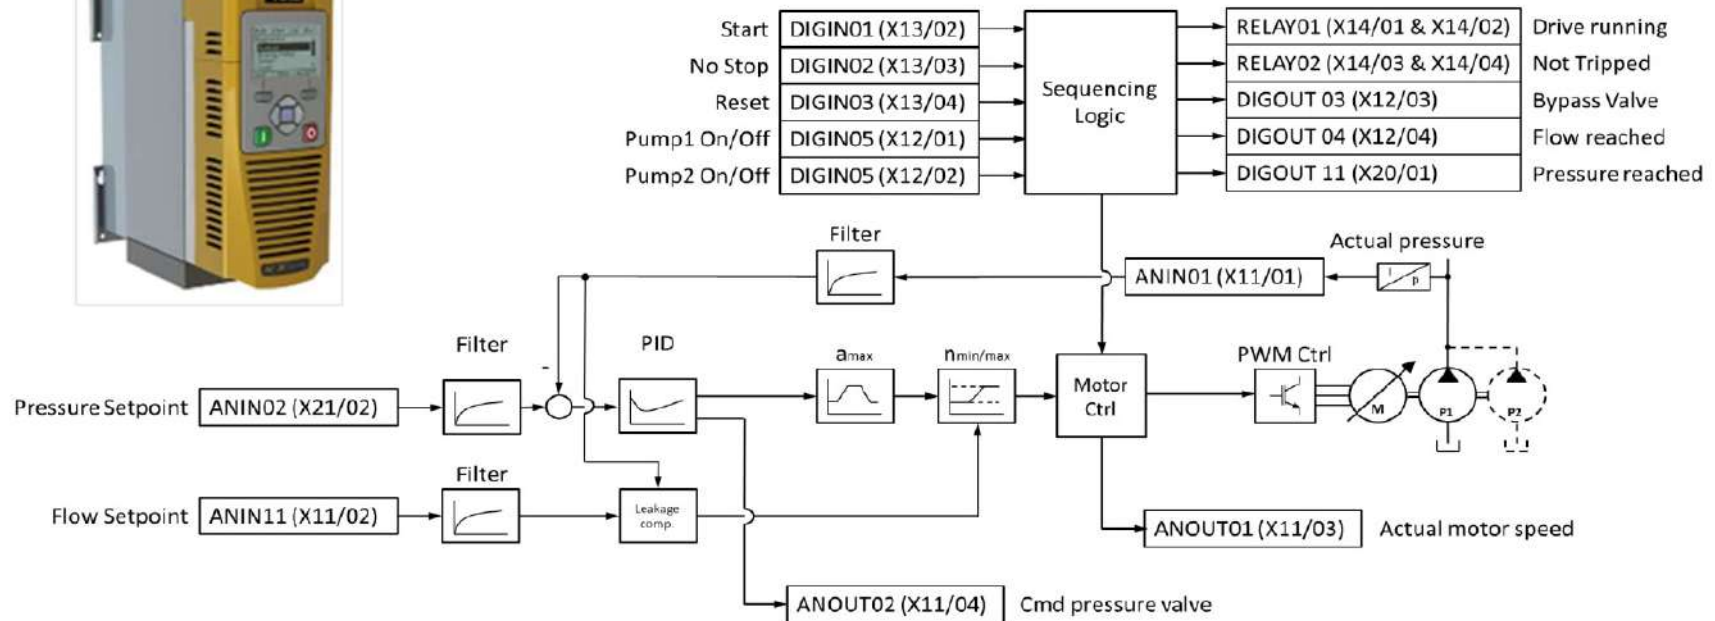 Start DIGIN01 (X13/02)
No Stop DIGIN02 (X13/03)
Reset DIGIN03 (X13/04)
Pump1 On/Off DIGIN05 (X12/01)
Pump2 On/Off DIGIN05 (X12/02)
Sequencing
Logic
RELAY01 (X14/01 & X14/02) Drive running
RELAY02 (X14/03 & X14/04) Not Tripped
DIGOUT 03 (X12/03) Bypass Valve
DIGOUT 04 (X12/04) Flow reached
DIGOUT 11 (X20/01) Pressure reached
Filter
Actual pressure
ANIN01 (X11/01)
p
Filter
PID
amax
nmin/max
PWM Ctrl
Pressure Setpoint ANIN02 (X21/02)
-
Motor
Ctrl
M
P1
P2
Filter
Flow Setpoint ANIN11 (X11/02)
Leakage
comp.
ANOUT01 (X11/03) Actual motor speed
ANOUT02 (X11/04) Cmd pressure valve